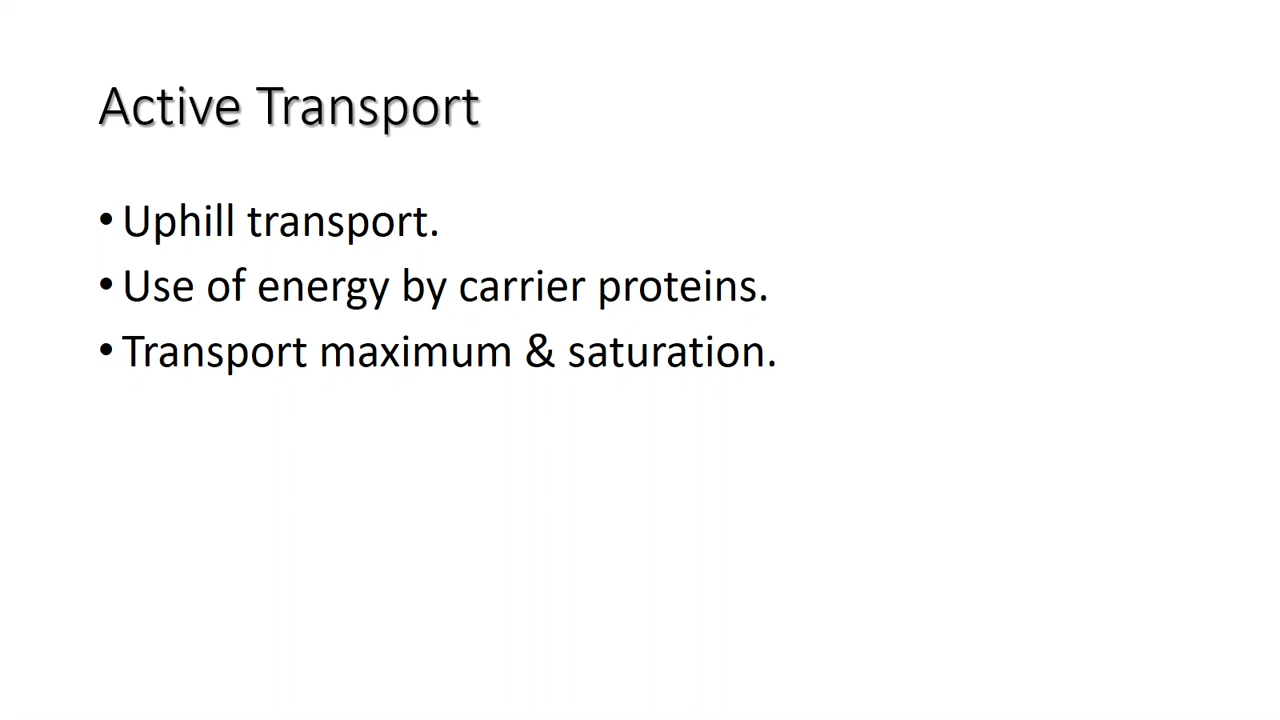 Active Transport
• Uphill transport.
• Use of energy by carrier proteins.
• Transport maximum & saturation.